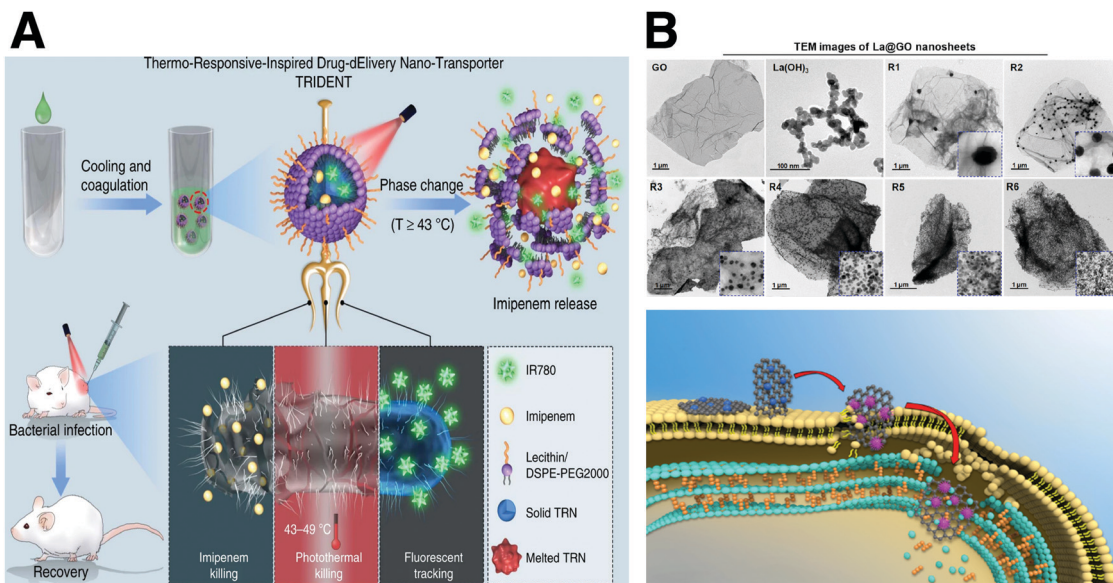 A
Thermo-Responsive-Inspired Drug-dElivery Nano-Transporter
TRIDENT
Cooling and
coagulation
Phase change
(T ≥ 43 °C)
Imipenem release
Bacterial infection
Recovery
43–49 °C
Imipenem
killing
Photothermal
killing
Fluorescent
tracking
IR780
Imipenem
Lecithin/
DSPE-PEG2000
Solid TRN
Melted TRN
B
TEM images of La@GO nanosheets
GO
La(OH)3
R1
R2
1 µm
100 nm
1 µm
1 µm
R3
R4
R5
R6
1 µm
1 µm
1 µm
1 µm